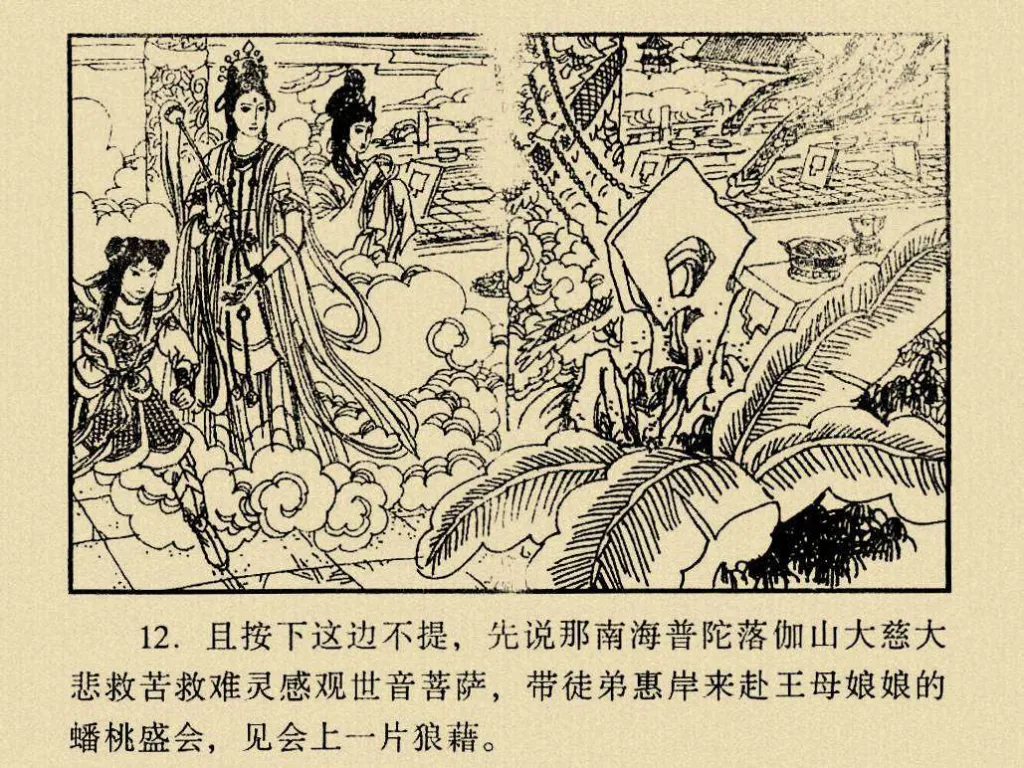 12. 且按下这边不提，先说那南海普陀落伽山大慈大
悲救苦救难灵感观世音菩萨，带徒弟惠岸来赴王母娘娘的
蟠桃盛会，见会上一片狼藉。